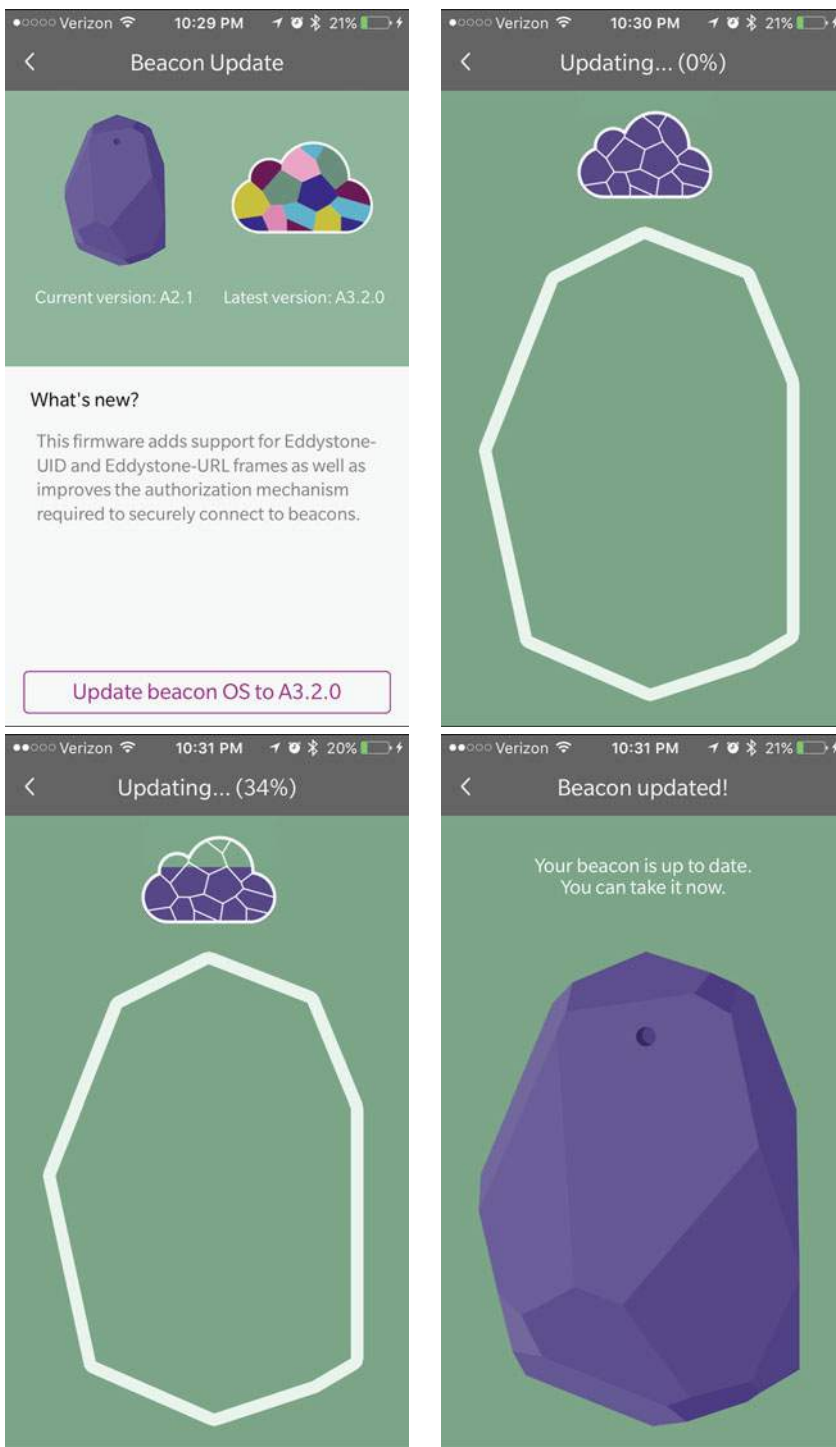 Verizon 10:29 PM 21%
Beacon Update
Current version: A2.1 Latest version: A3.2.0
What's new?
This firmware adds support for Eddystone-
UID and Eddystone-URL frames as well as
improves the authorization mechanism
required to securely connect to beacons.
Update beacon OS to A3.2.0
Verizon 10:30 PM 21%
Updating... (0%)
Verizon 10:31 PM 20%
Updating... (34%)
Verizon 10:31 PM 21%
Beacon updated!
Your beacon is up to date.
You can take it now.